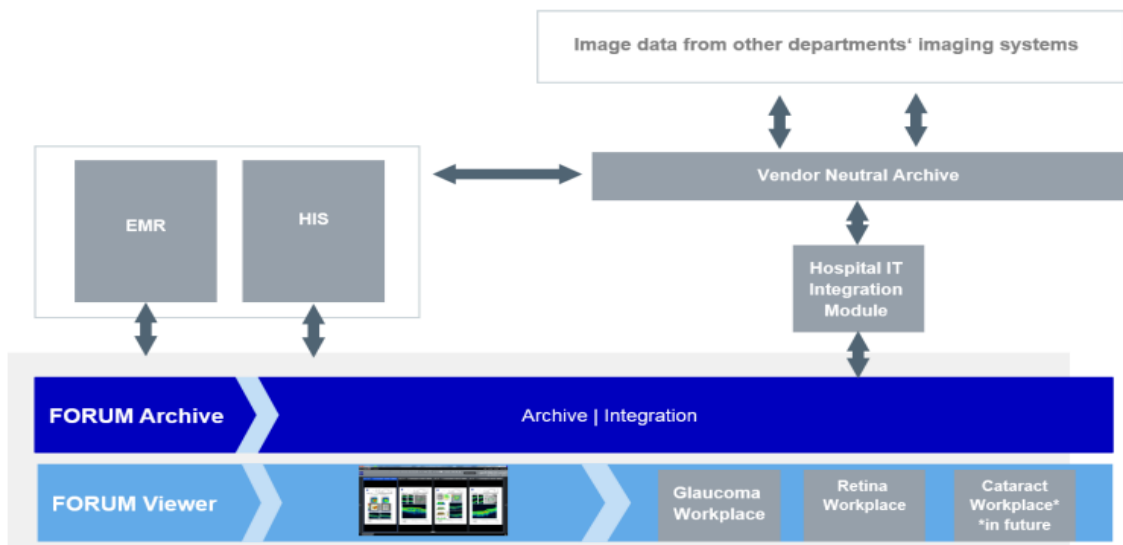 Image data from other departments‘ imaging systems
Vendor Neutral Archive
EMR
HIS
Hospital IT
Integration
Module
FORUM Archive
Archive | Integration
FORUM Viewer
Glaucoma
Workplace
Retina
Workplace
Cataract
Workplace*
*in future